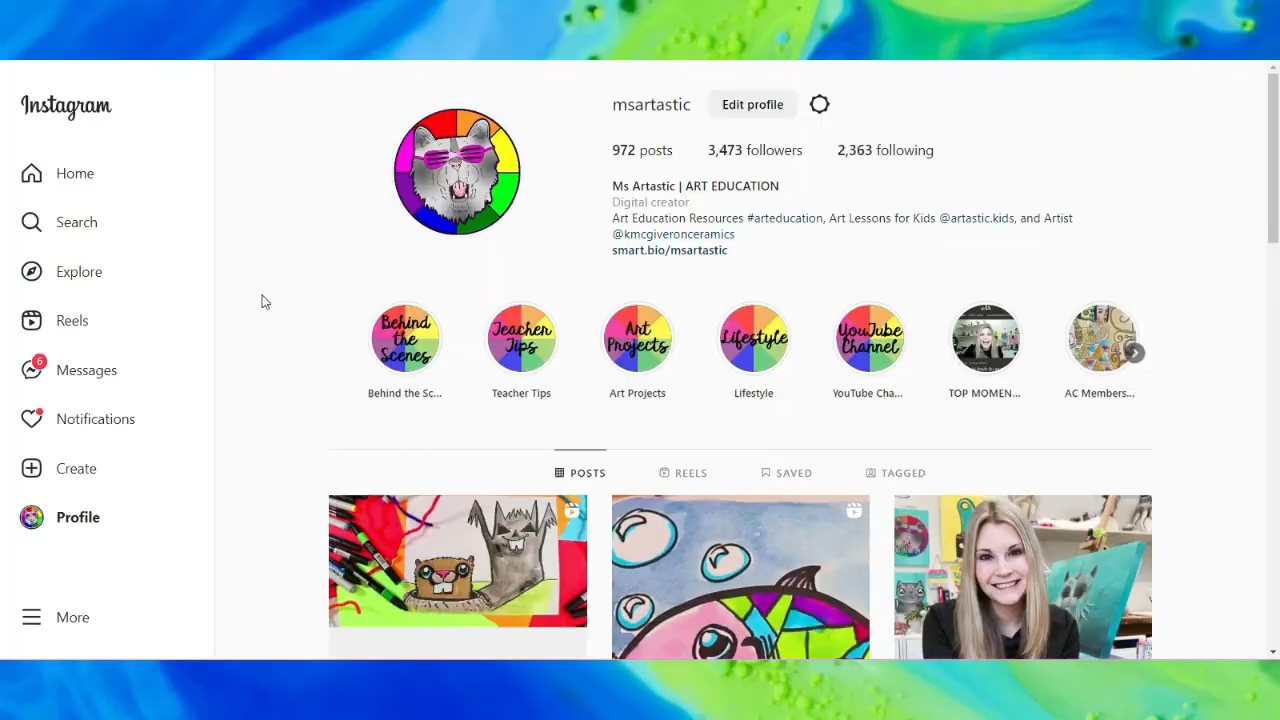 Instagram
Home
Search
Explore
Reels
6
Messages
Notifications
Create
Profile
More
msartastic Edit profile
972 posts 3,473 followers 2,363 following
Ms Artastic | ART EDUCATION
Digital creator
Art Education Resources #arteducation, Art Lessons for Kids @artastic.kids, and Artist
@kmcgiveronceramics
smart.bio/msartastic
Behind the Scenes
Teacher Tips
Art Projects
Lifestyle
YouTube Channel
Behind the Sc... Teacher Tips Art Projects Lifestyle YouTube Cha... TOP MOMEN... AC Members...
POSTS REELS SAVED TAGGED